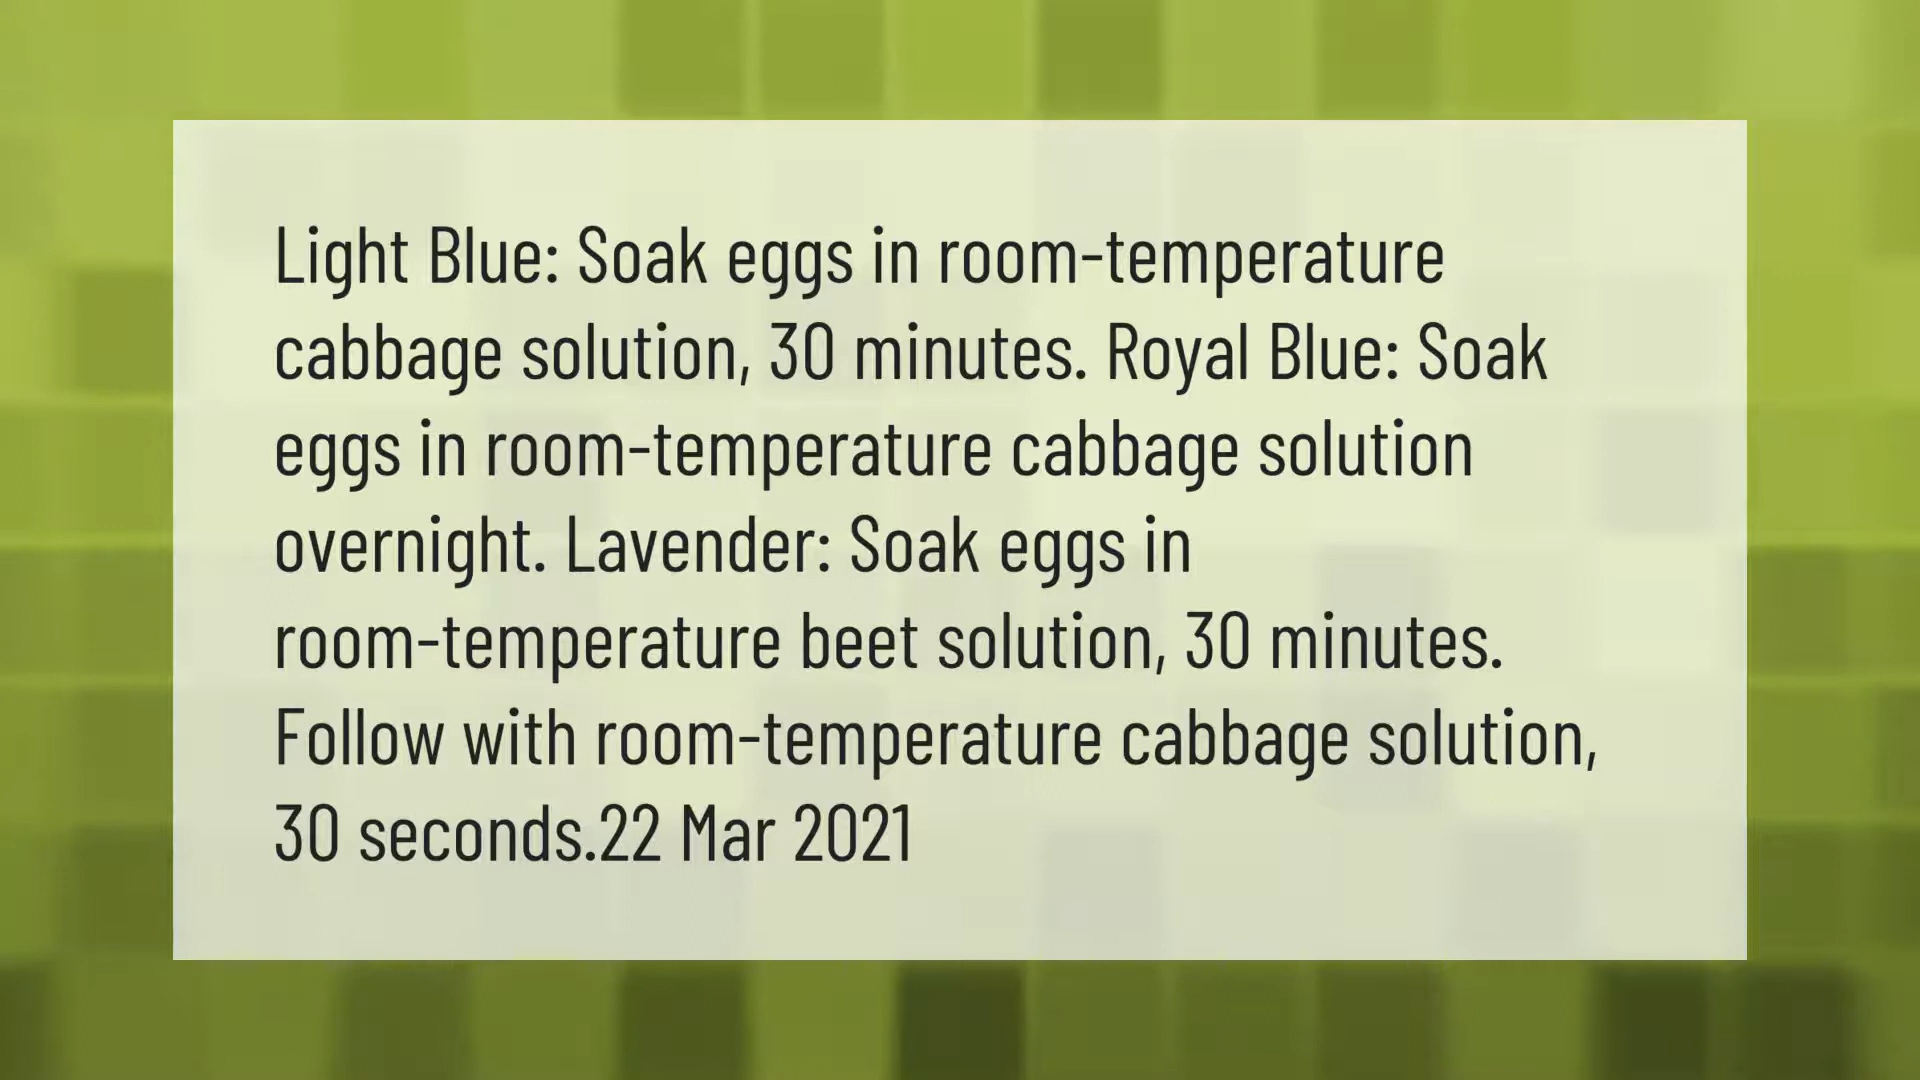 Light Blue: Soak eggs in room-temperature
cabbage solution, 30 minutes. Royal Blue: Soak
eggs in room-temperature cabbage solution
overnight. Lavender: Soak eggs in
room-temperature beet solution, 30 minutes.
Follow with room-temperature cabbage solution,
30 seconds.22 Mar 2021